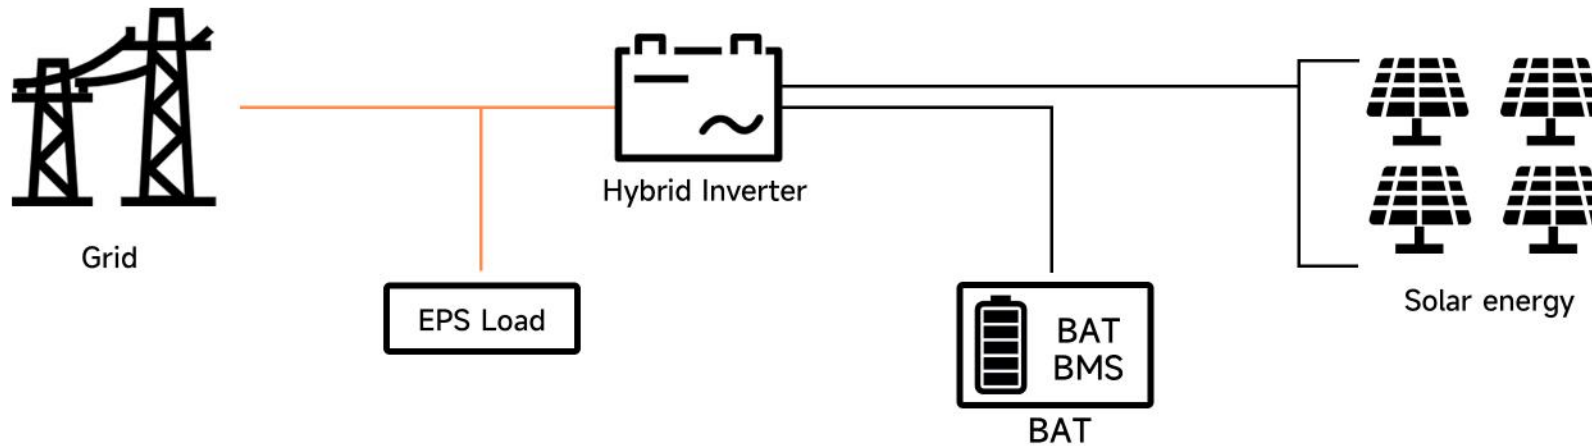 Hybrid Inverter
Grid
EPS Load
Solar energy
BAT
BMS
BAT